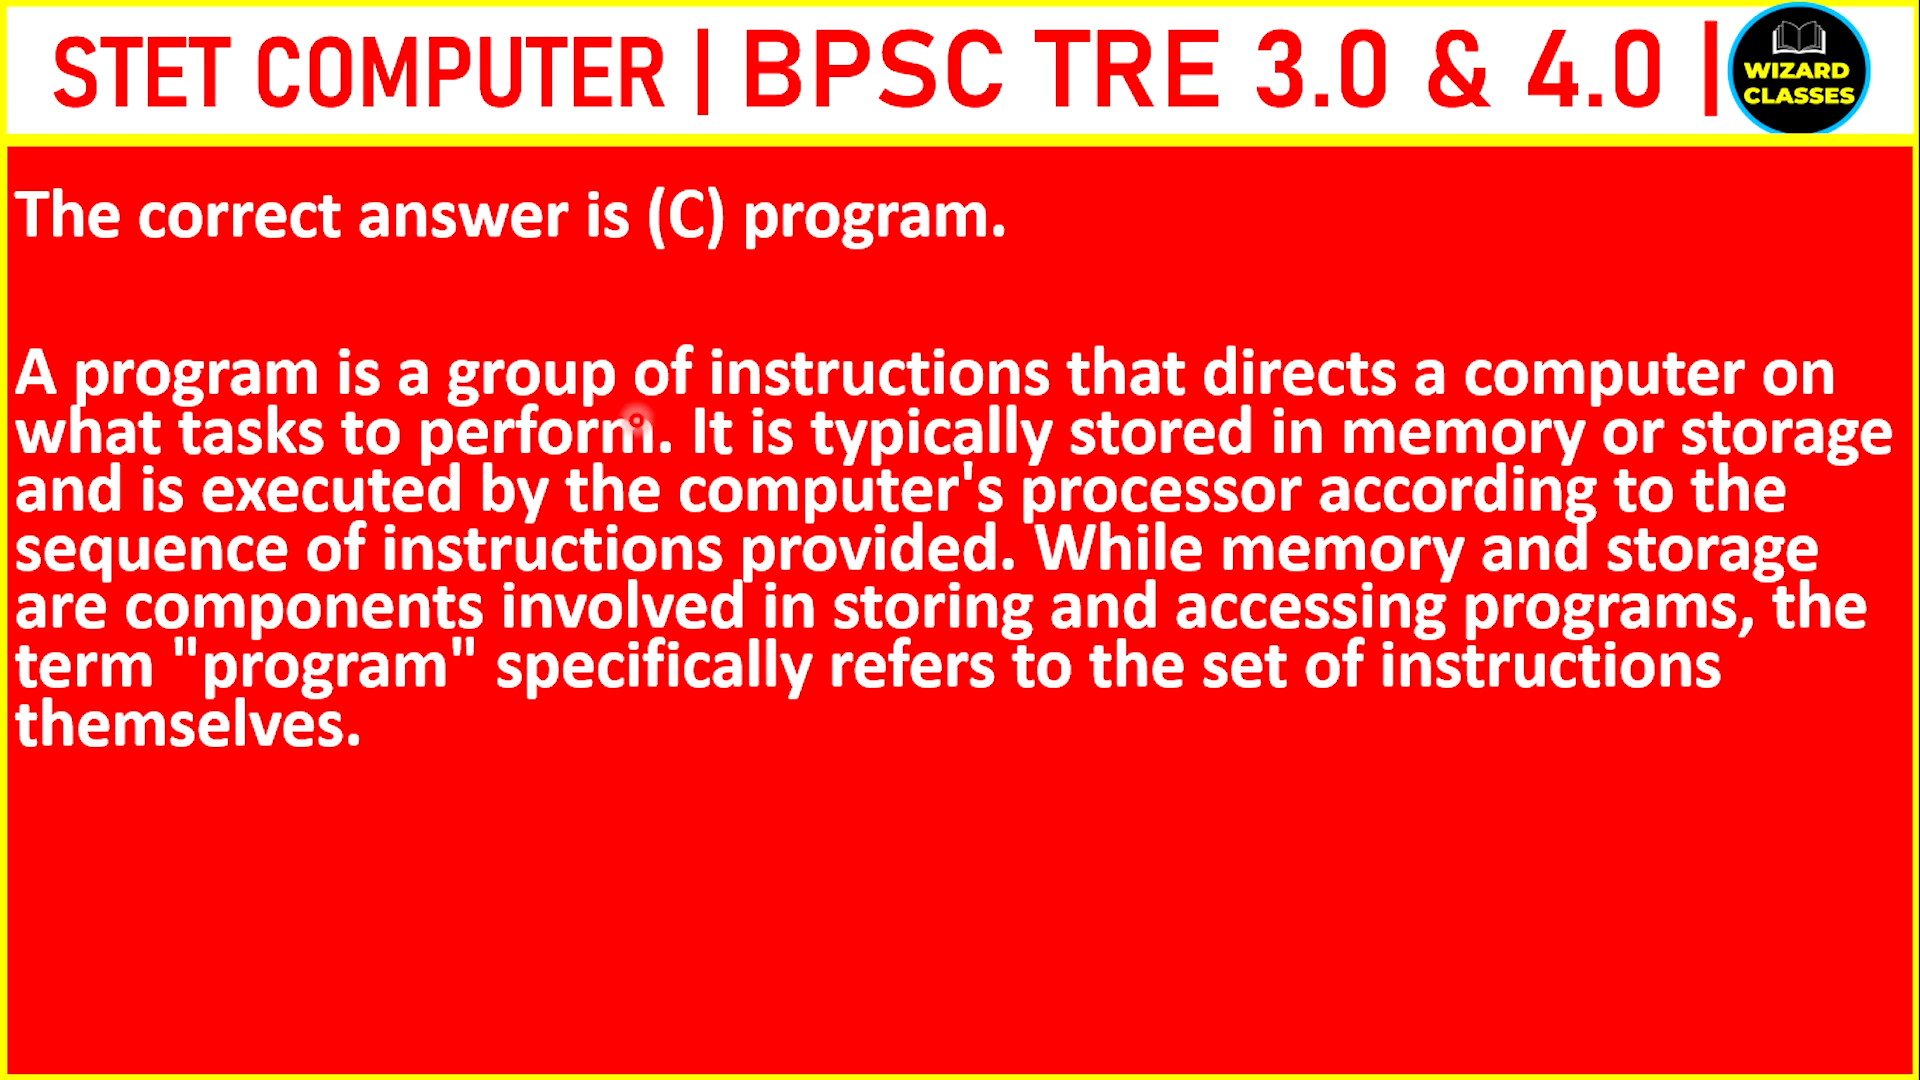 STET COMPUTER | BPSC TRE 3.0 & 4.0 |
WIZARD
CLASSES
The correct answer is (C) program.
A program is a group of instructions that directs a computer on
what tasks to perform. It is typically stored in memory or storage
and is executed by the computer's processor according to the
sequence of instructions provided. While memory and storage
are components involved in storing and accessing programs, the
term "program" specifically refers to the set of instructions
themselves.